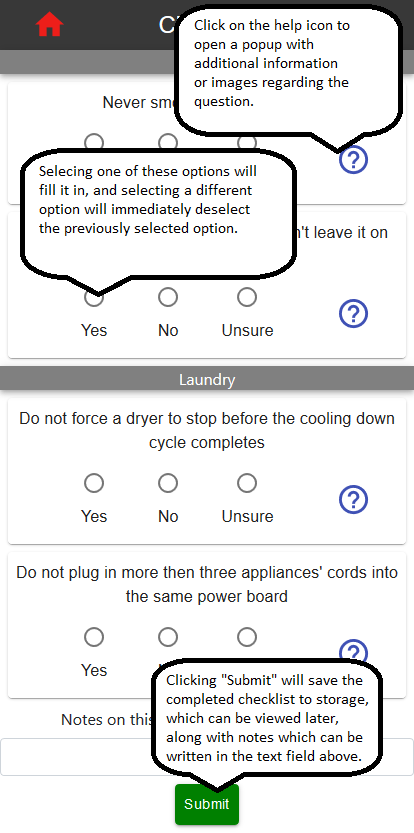 Click on the help icon to
open a popup with
additional information
or images regarding the
question.
Never
Selecing one of these options will
fill it in, and selecting a different
option will immediately deselect
the previously selected option.
leave it on
Yes No Unsure
Laundry
Do not force a dryer to stop before the cooling down
cycle completes
Yes No Unsure
Do not plug in more then three appliances' cords into
the same power board
Yes
Clicking "Submit" will save the
completed checklist to storage,
which can be viewed later,
along with notes which can be
written in the text field above.
Notes on this
Submit